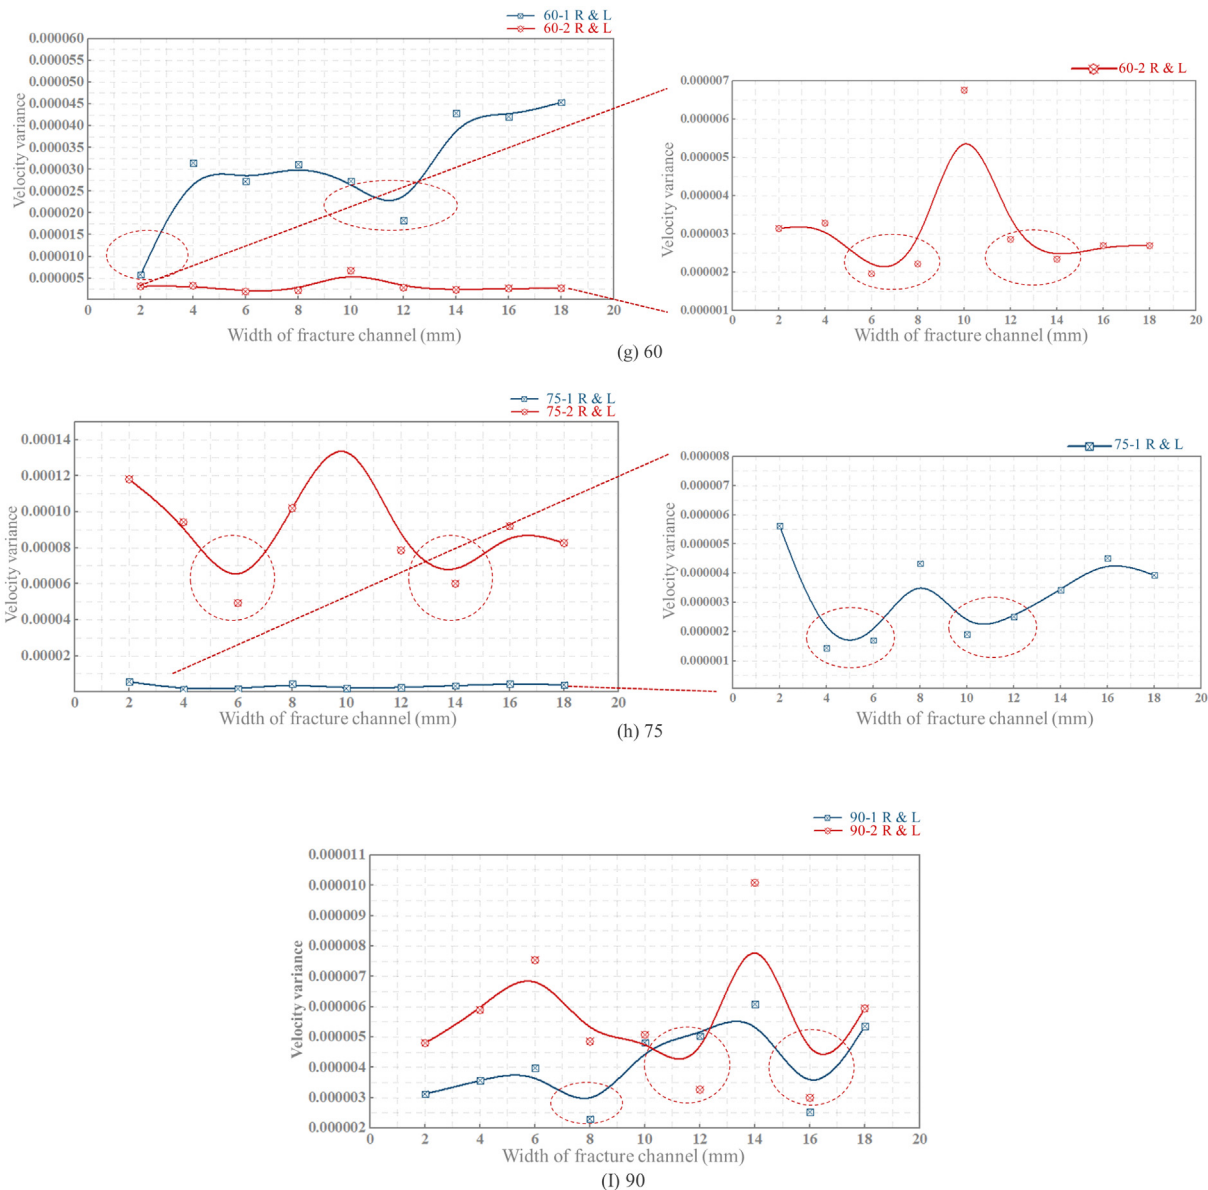 60-1 R & L
60-2 R & L
0.000060
0.000055
0.000050
0.000045
0.000040
0.000030
0.000025
0.000020
0.000015
0.000010
0.000005
Velocity variance
0 2 4 6 8 10 12 14 16 18 20
Width of fracture channel (mm)
60-2 R & L
0.000007
0.000006
0.000005
0.000004
0.000003
0.000002
0.000001
Velocity variance
0 2 4 6 8 10 12 14 16 18 20
Width of fracture channel (mm)
(g) 60
75-1 R & L
75-2 R & L
0.00014
0.00012
0.00010
0.00008
0.00006
0.00004
0.00002
0
Velocity variance
0 2 4 6 8 10 12 14 16 18 20
Width of fracture channel (mm)
75-1 R & L
0.000008
0.000007
0.000006
0.000005
0.000004
0.000003
0.000002
0.000001
Velocity variance
0 2 4 6 8 10 12 14 16 18 20
Width of fracture channel (mm)
(h) 75
90-1 R & L
90-2 R & L
0.000011
0.000010
0.000009
0.000008
0.000007
0.000006
0.000005
0.000004
0.000003
0.000002
Velocity variance
0 2 4 6 8 10 12 14 16 18 20
Width of fracture channel (mm)
(I) 90